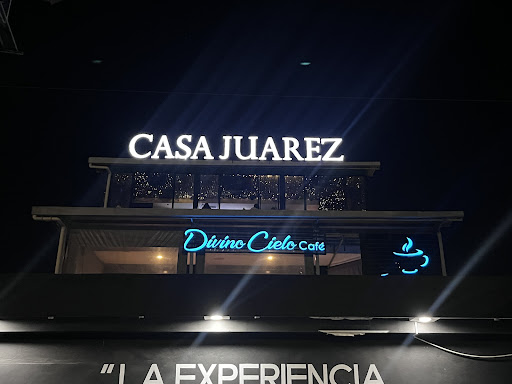 CASA JUAREZ
Divino Cielo Café
"LA EXPERIENCIA